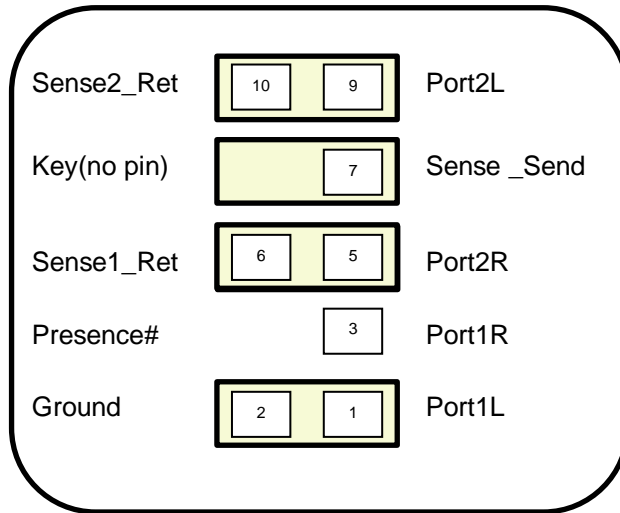 Sense2_Ret 10 9 Port2L
Key(no pin) 7 Sense _Send
Sense1_Ret 6 5 Port2R
Presence# 3 Port1R
Ground 2 1 Port1L